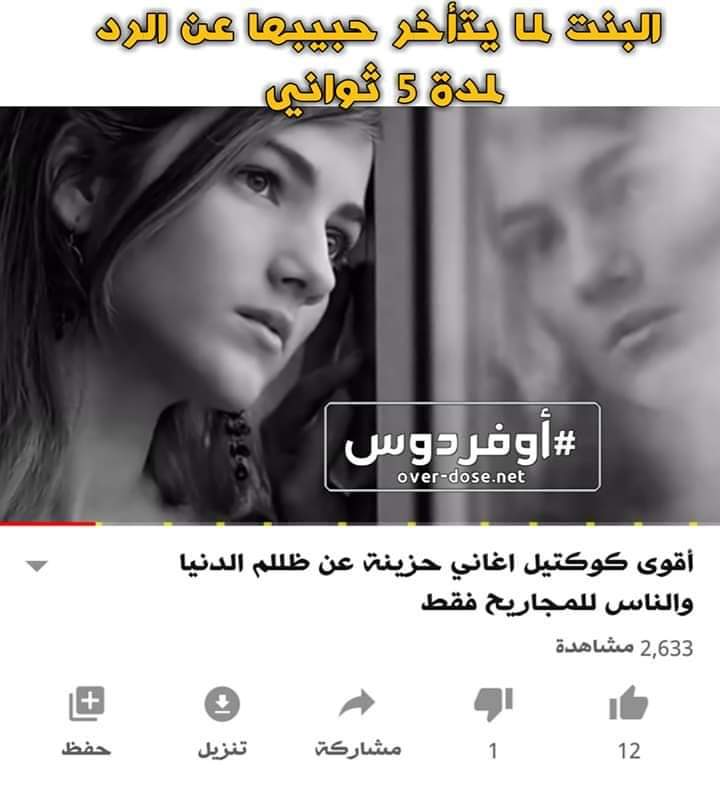 البنت لما يتأخر حبيبها عن الرد
لمدة 5 ثواني
#أوفردوس
over-dose.net
أقوى كوكتيل اغاني حزينة عن ظللم الدنيا
والناس للمجاريح فقط
2,633 مشاهدة
12
1
مشاركة
تنزيل
حفظ